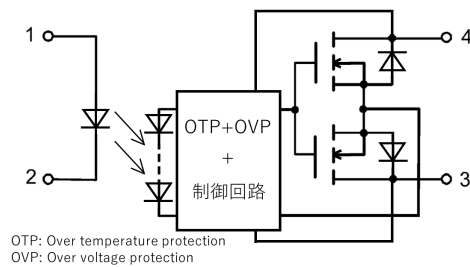 1
4
OTP+OVP
+
制御回路
2
3
OTP: Over temperature protection
OVP: Over voltage protection